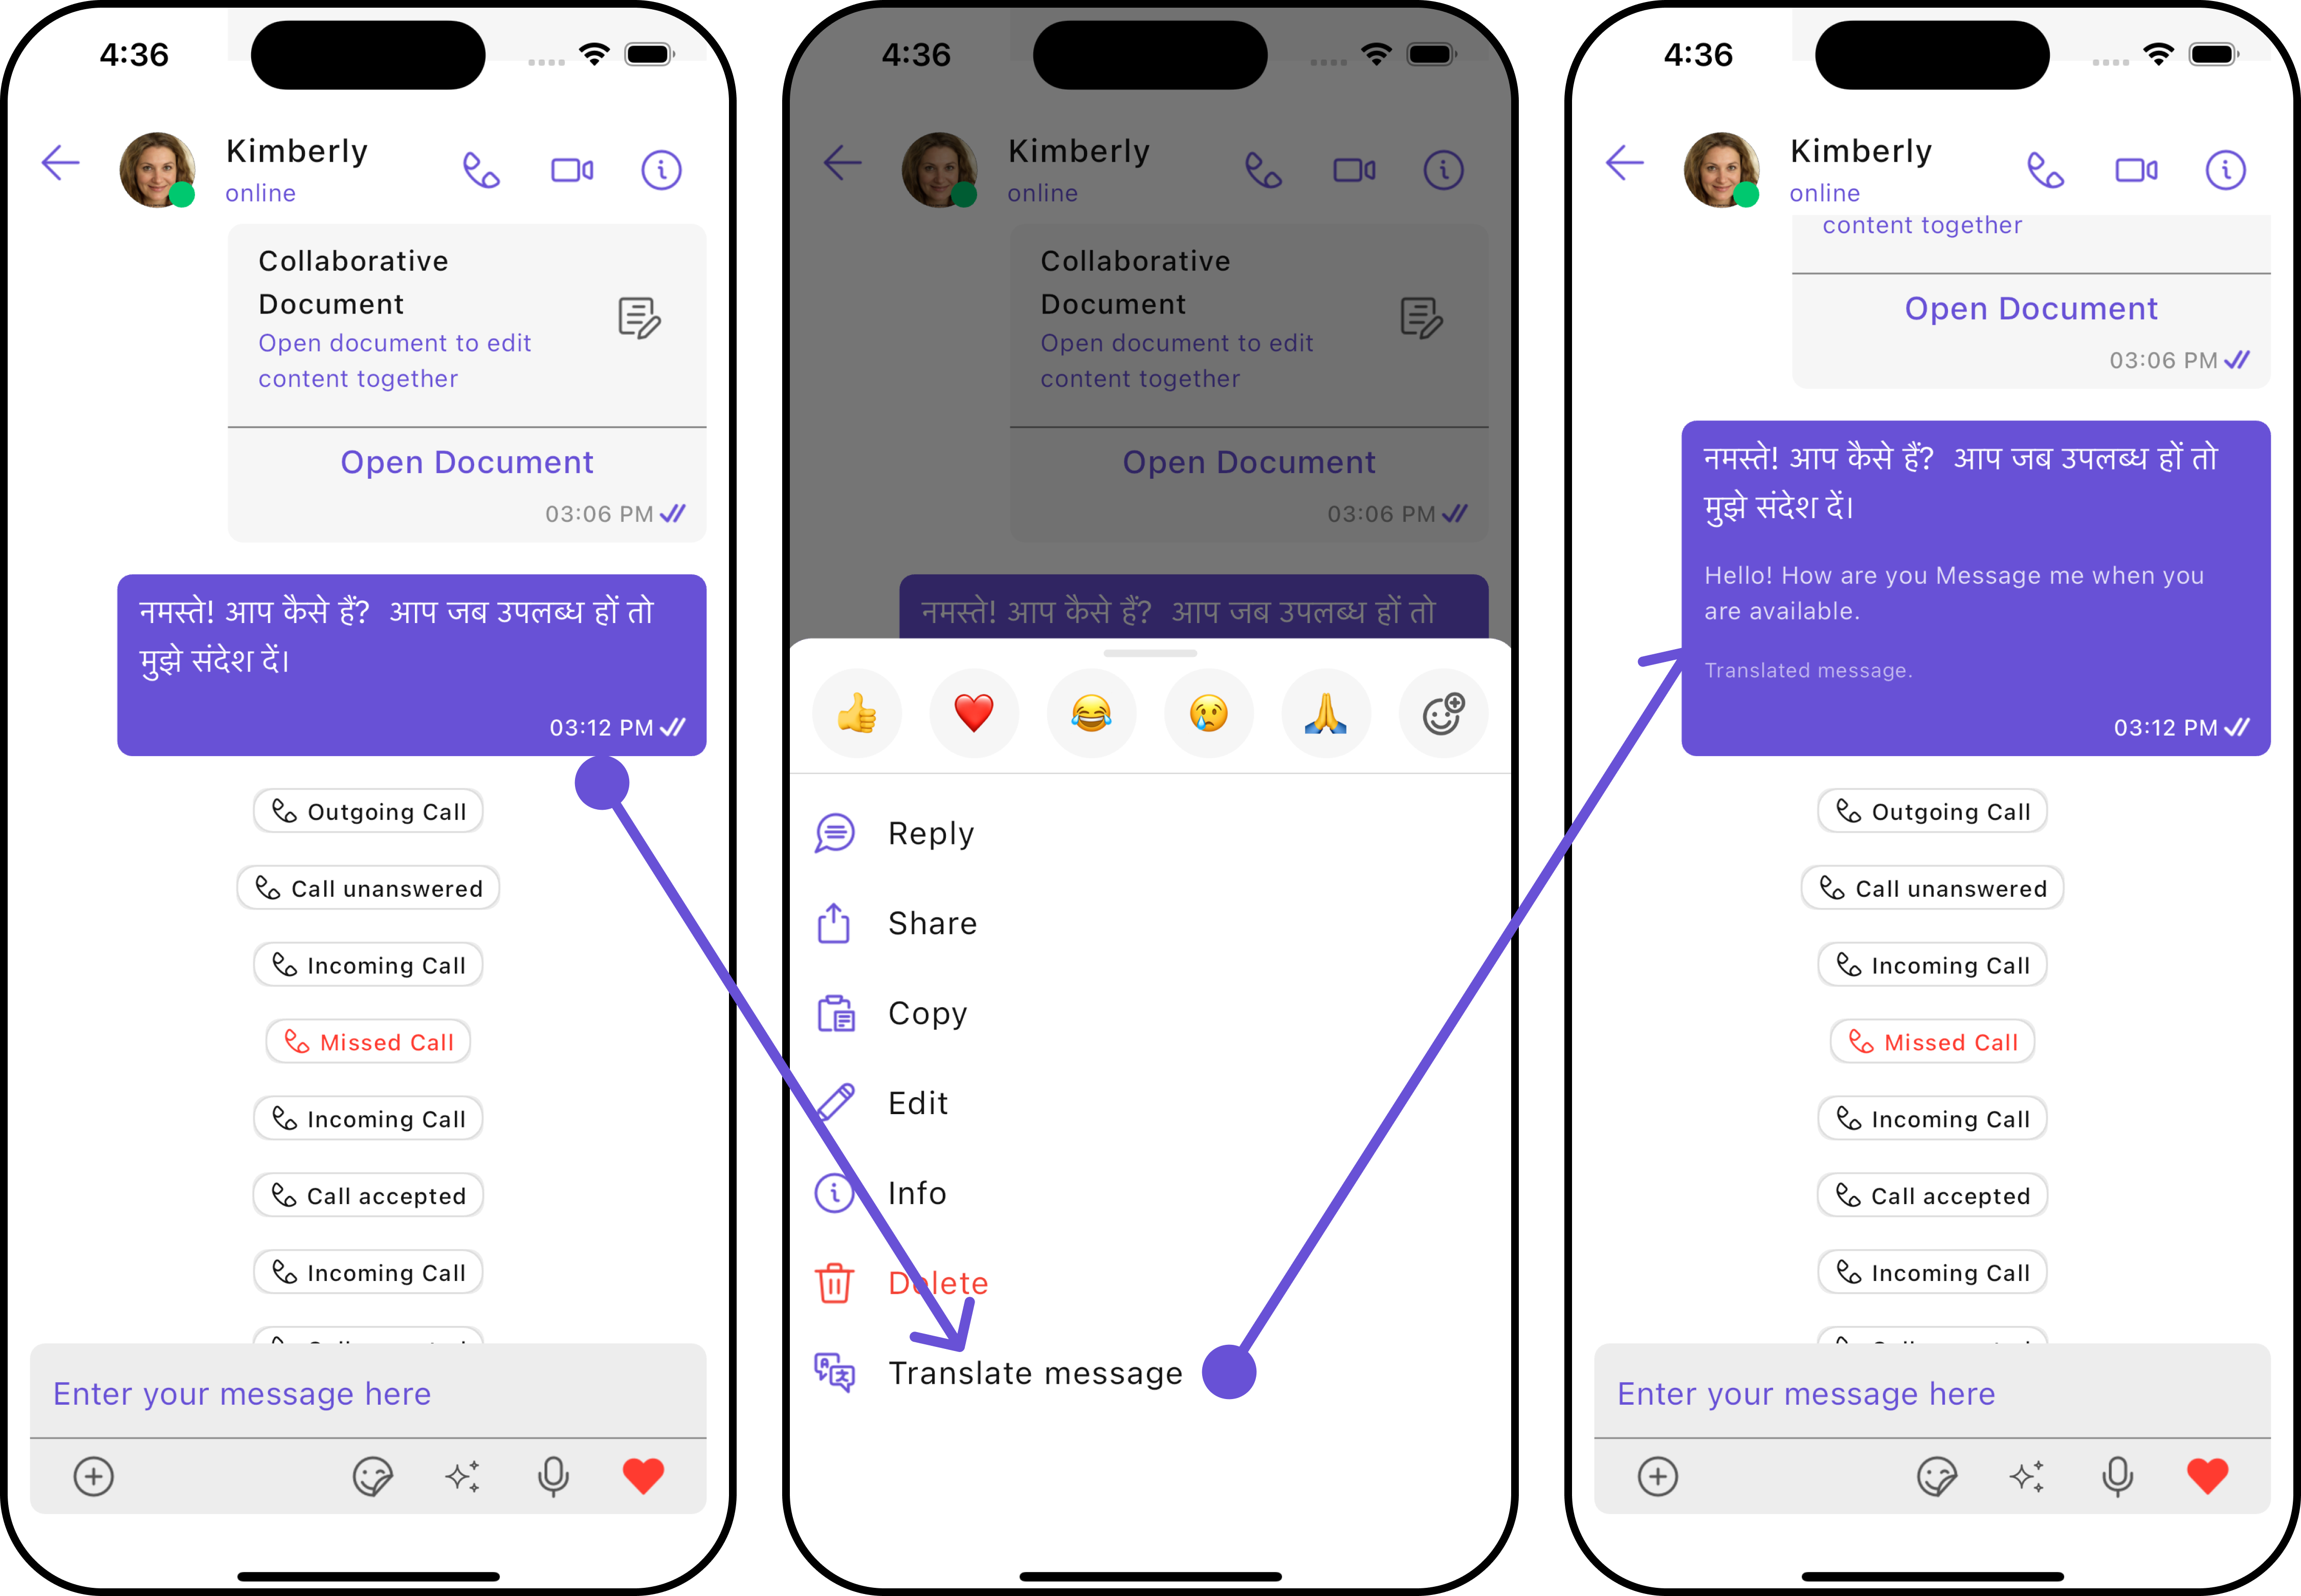 4:36
Kimberly
online
Collaborative
Document
Open document to edit
content together
Open Document
03:06 PM
नमस्ते! आप कैसे हैं?  आप जब उपलब्ध हों तो
मुझे संदेश दें।
03:12 PM
Outgoing Call
Call unanswered
Incoming Call
Missed Call
Incoming Call
Call accepted
Incoming Call
Enter your message here
4:36
Kimberly
online
Collaborative
Document
Open document to edit
content together
Open Document
03:06 PM
नमस्ते! आप कैसे हैं?  आप जब उपलब्ध हों तो
Reply
Share
Copy
Edit
Info
Delete
Translate message
4:36
Kimberly
online
content together
Open Document
03:06 PM
नमस्ते! आप कैसे हैं?  आप जब उपलब्ध हों तो
मुझे संदेश दें।
Hello! How are you Message me when you
are available.
Translated message.
03:12 PM
Outgoing Call
Call unanswered
Incoming Call
Missed Call
Incoming Call
Call accepted
Incoming Call
Enter your message here